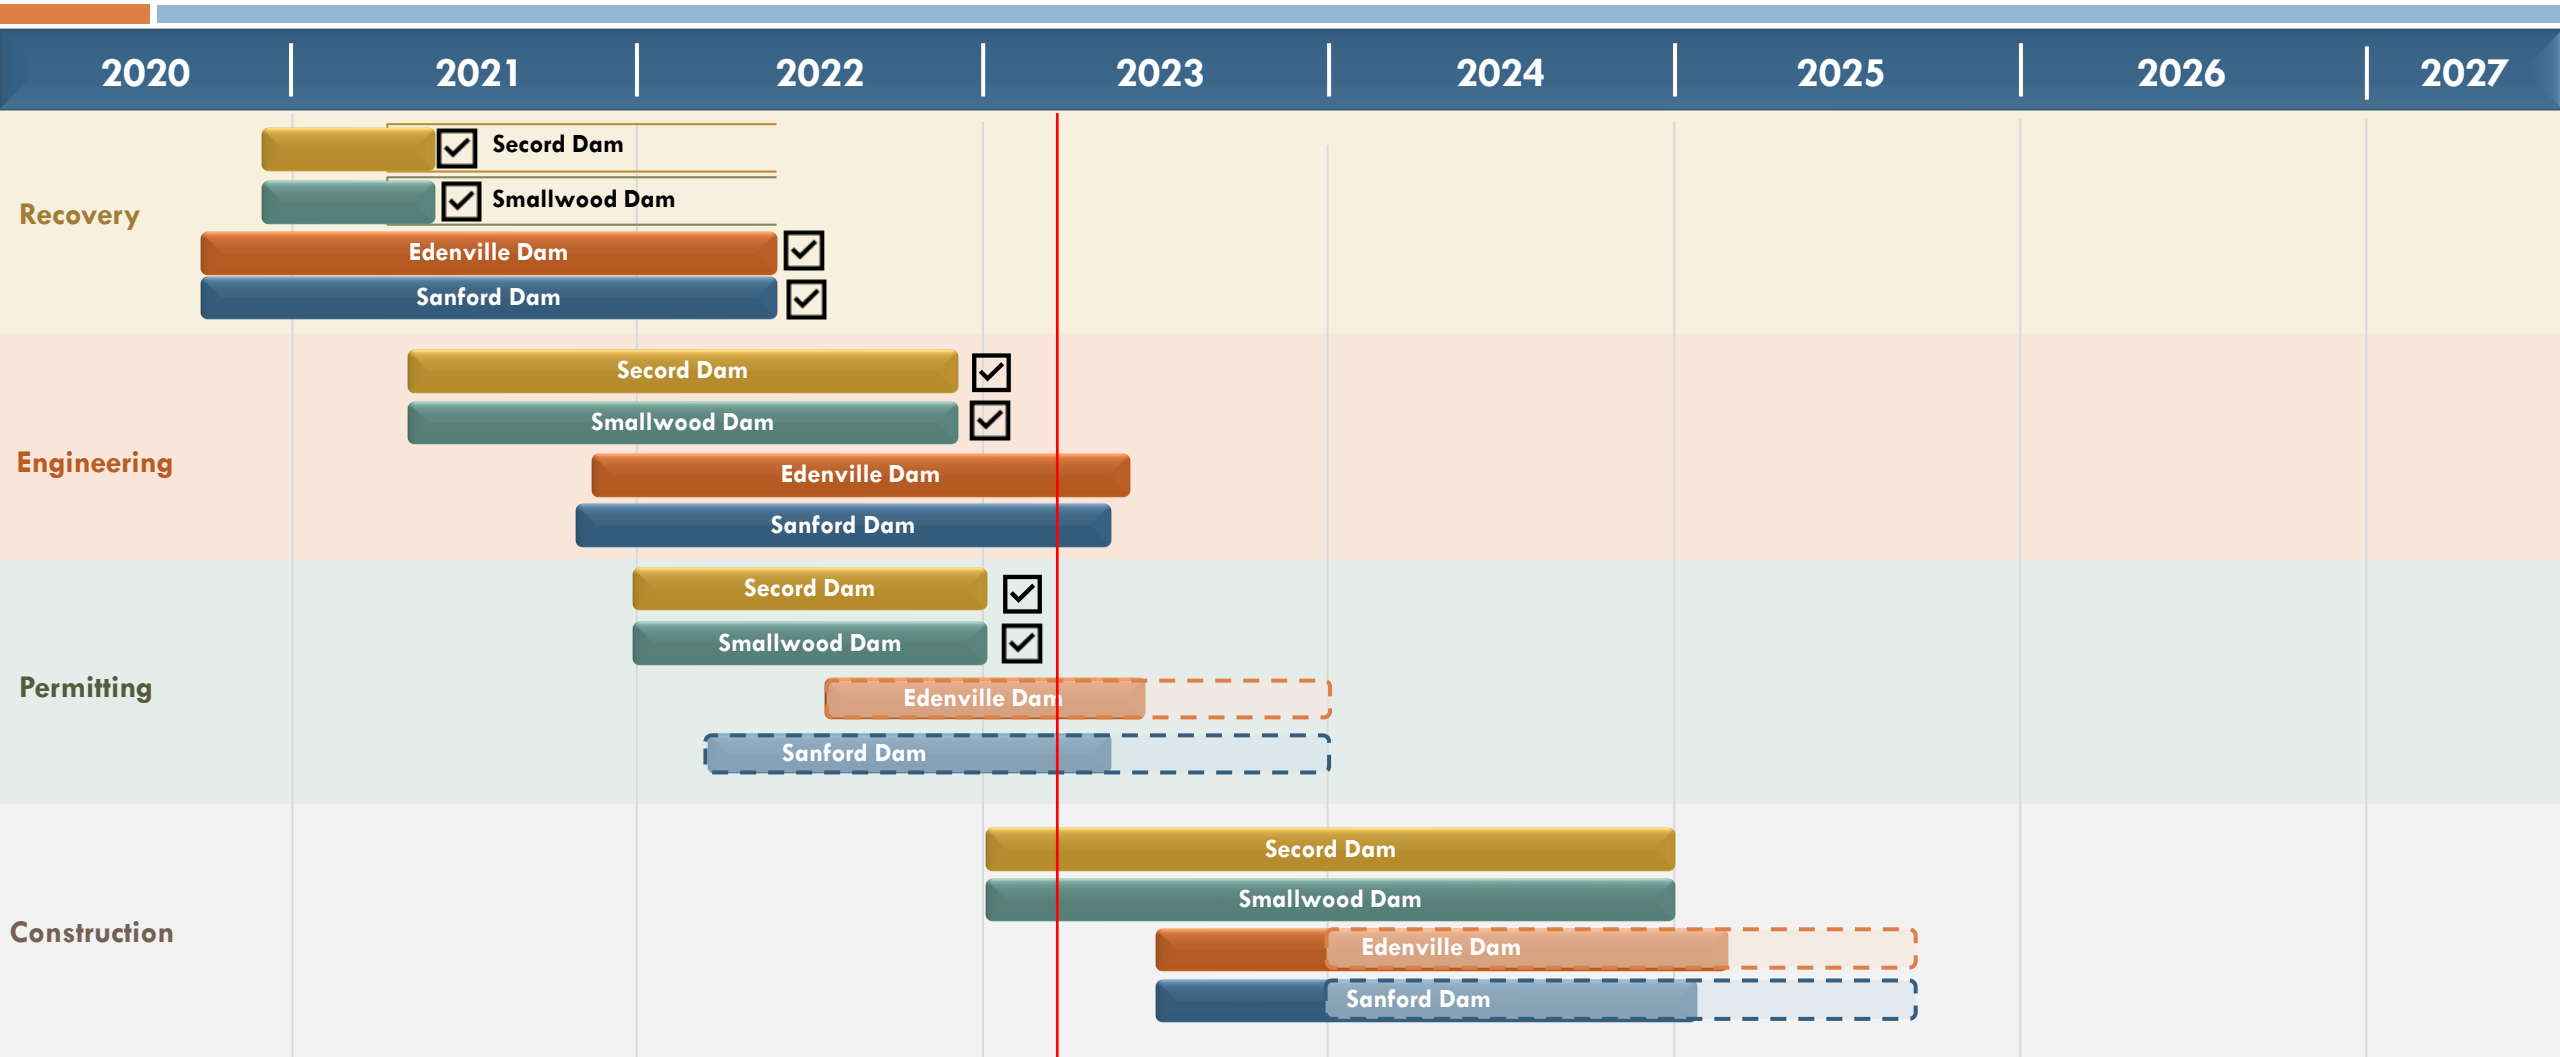 2020 2021 2022 2023 2024 2025 2026 2027
Recovery
Secord Dam
Smallwood Dam
Edenville Dam
Sanford Dam
Engineering
Secord Dam
Smallwood Dam
Edenville Dam
Sanford Dam
Permitting
Secord Dam
Smallwood Dam
Edenville Dam
Sanford Dam
Construction
Secord Dam
Smallwood Dam
Edenville Dam
Sanford Dam